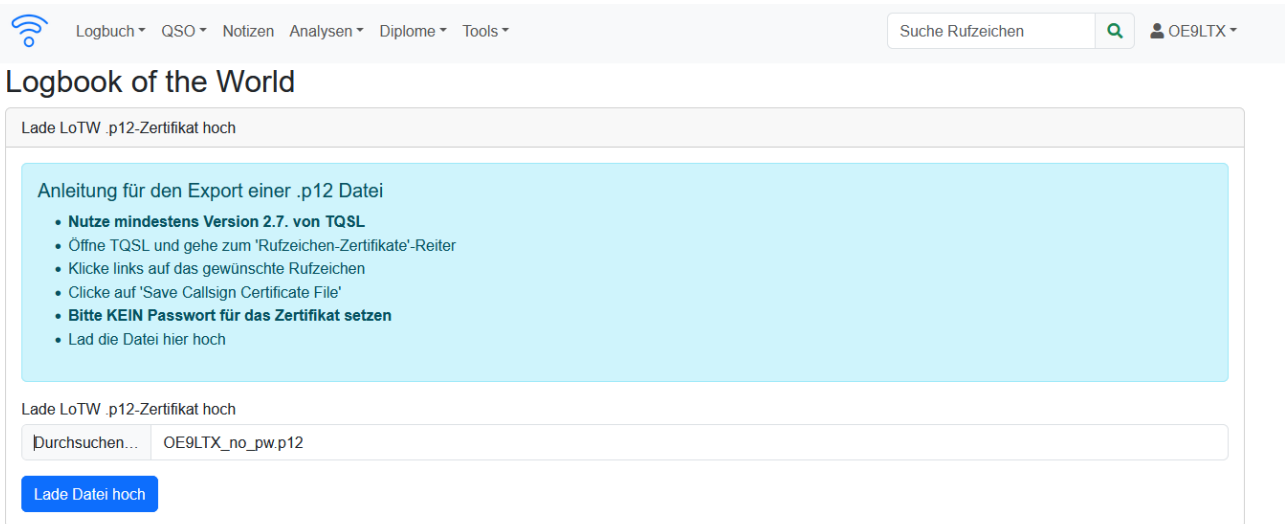 Logbuch QSO Notizen Analysen Diplome Tools Suche Rufzeichen OE9LTX
Logbook of the World
Lade LoTW .p12-Zertifikat hoch
Anleitung für den Export einer .p12 Datei
• Nutze mindestens Version 2.7. von TQSL
• Öffne TQSL und gehe zum 'Rufzeichen-Zertifikate'-Reiter
• Klicke links auf das gewünschte Rufzeichen
• Clicke auf 'Save Callsign Certificate File'
• Bitte KEIN Passwort für das Zertifikat setzen
• Lad die Datei hier hoch
Lade LoTW .p12-Zertifikat hoch
Durchsuchen... OE9LTX_no_pw.p12
Lade Datei hoch